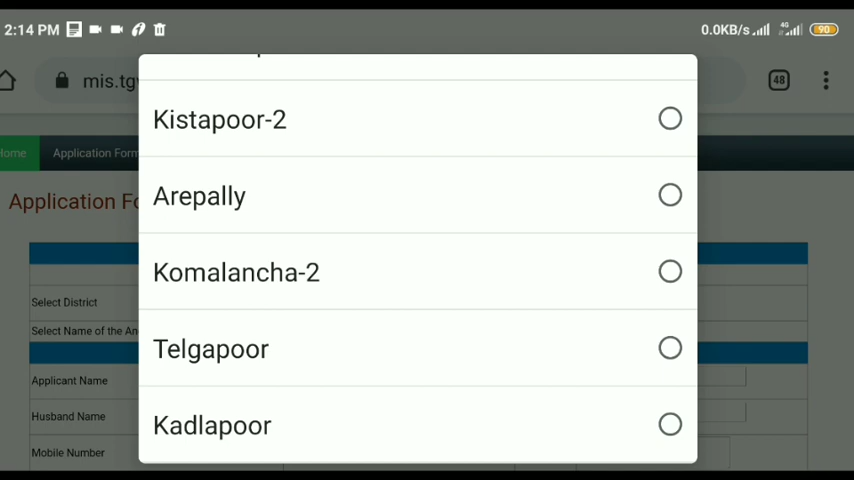 2:14 PM
0.0KB/s
4G
90
mis.tg
48
Home
Application Form
Application Fo
Select District
Select Name of the An
Applicant Name
Husband Name
Mobile Number
Kistapoor-2
Arepally
Komalancha-2
Telgapoor
Kadlapoor